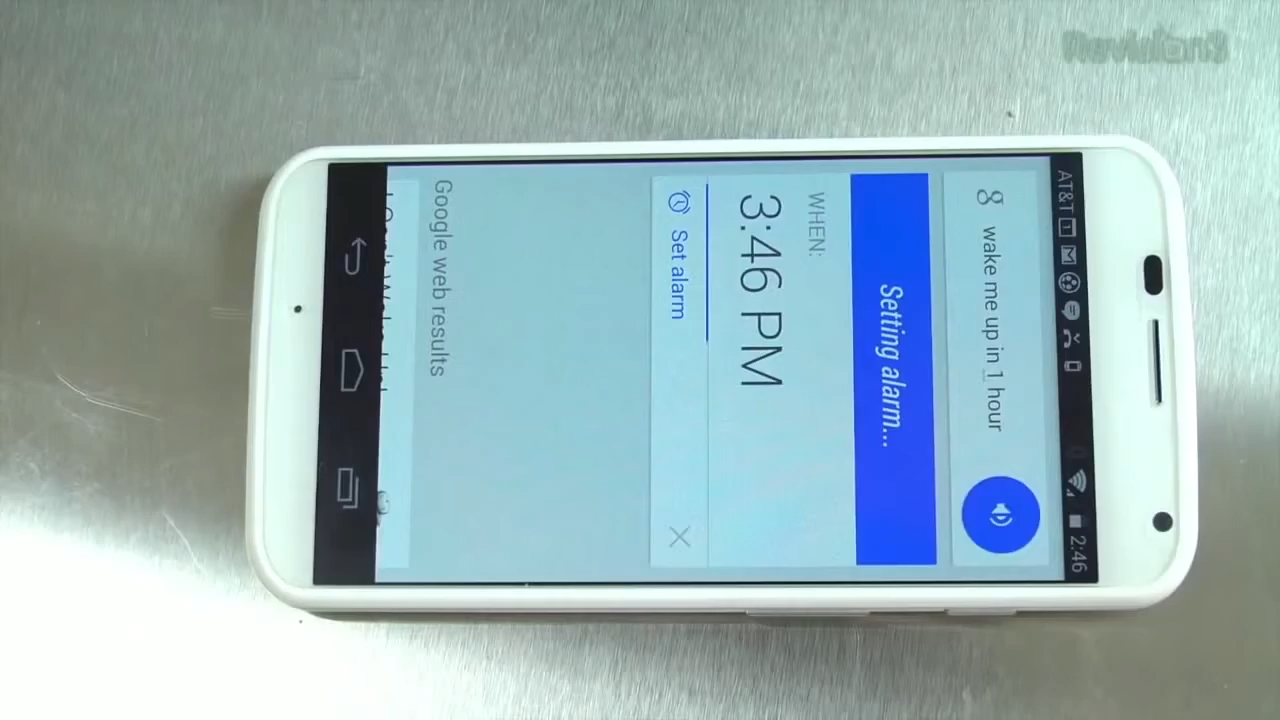 Revision3
AT&T 2:46
wake me up in 1 hour
Setting alarm...
WHEN:
3:46 PM
Set alarm
Google web results